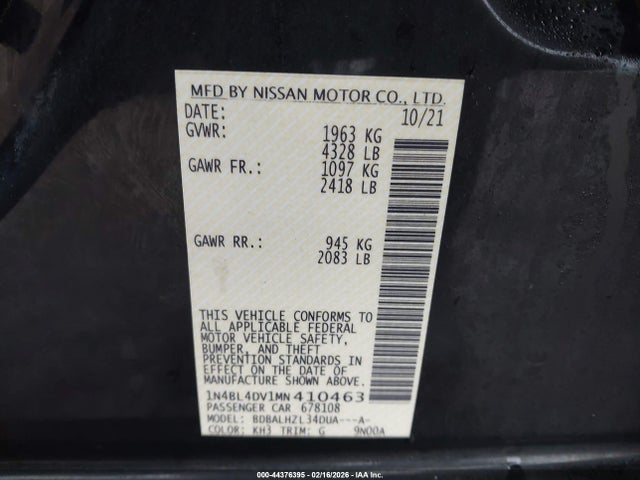 MFD BY NISSAN MOTOR CO., LTD.
DATE: 10/21
GVWR: 1963 KG
4328 LB
GAWR FR.: 1097 KG
2418 LB
GAWR RR.: 945 KG
2083 LB
THIS VEHICLE CONFORMS TO
ALL APPLICABLE FEDERAL
MOTOR VEHICLE SAFETY,
BUMPER, AND THEFT
PREVENTION STANDARDS IN
EFFECT ON THE DATE OF
MANUFACTURE SHOWN ABOVE.
1N4BL4DV1MN410463
PASSENGER CAR 678108
MODEL: BDBALHZL34DUA---A-
COLOR: KH3 TRIM: G 9N00A
000-44376395 - 02/16/2026 - IAA Inc.